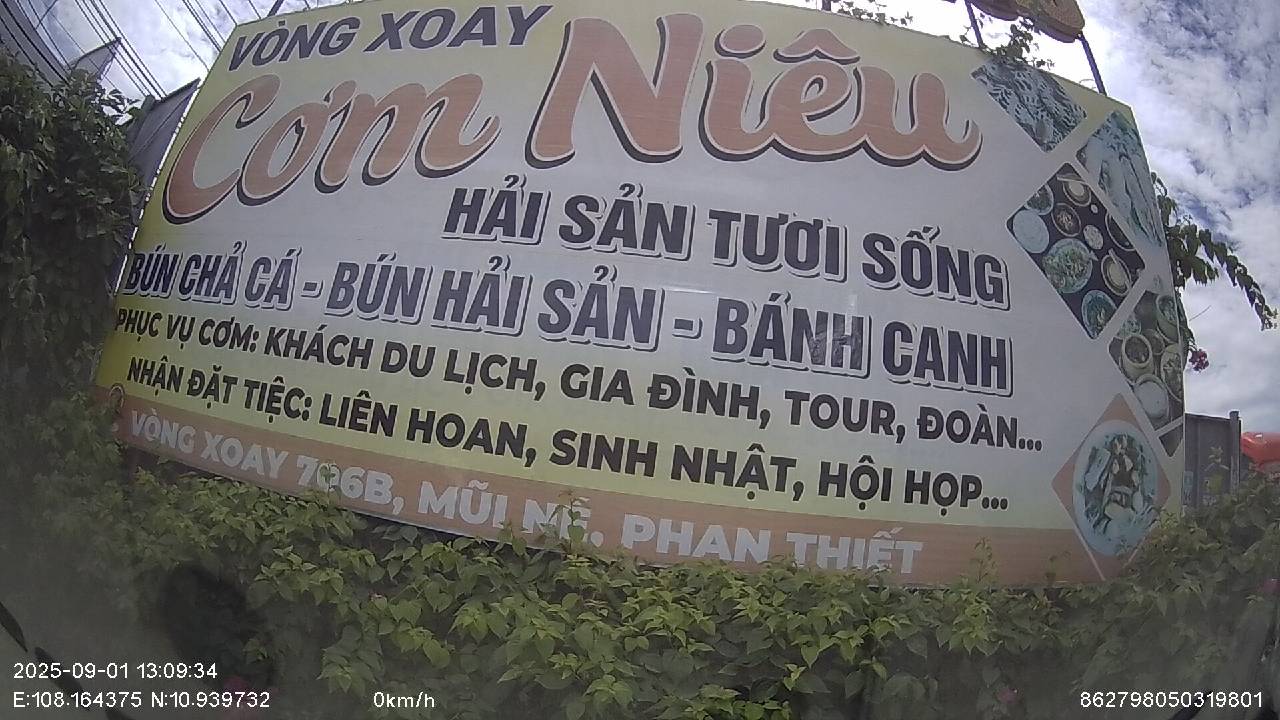 VÒNG XOAY
Cơm Niêu
HẢI SẢN TƯƠI SỐNG
BÚN CHẢ CÁ - BÚN HẢI SẢN - BÁNH CANH
PHỤC VỤ CƠM: KHÁCH DU LỊCH, GIA ĐÌNH, TOUR, ĐOÀN...
NHẬN ĐẶT TIỆC: LIÊN HOAN, SINH NHẬT, HỘI HỌP...
VÒNG XOAY 706B, MŨI NÉ, PHAN THIẾT
2025-09-01 13:09:34
E:108.164375 N:10.939732 0km/h 862798050319801